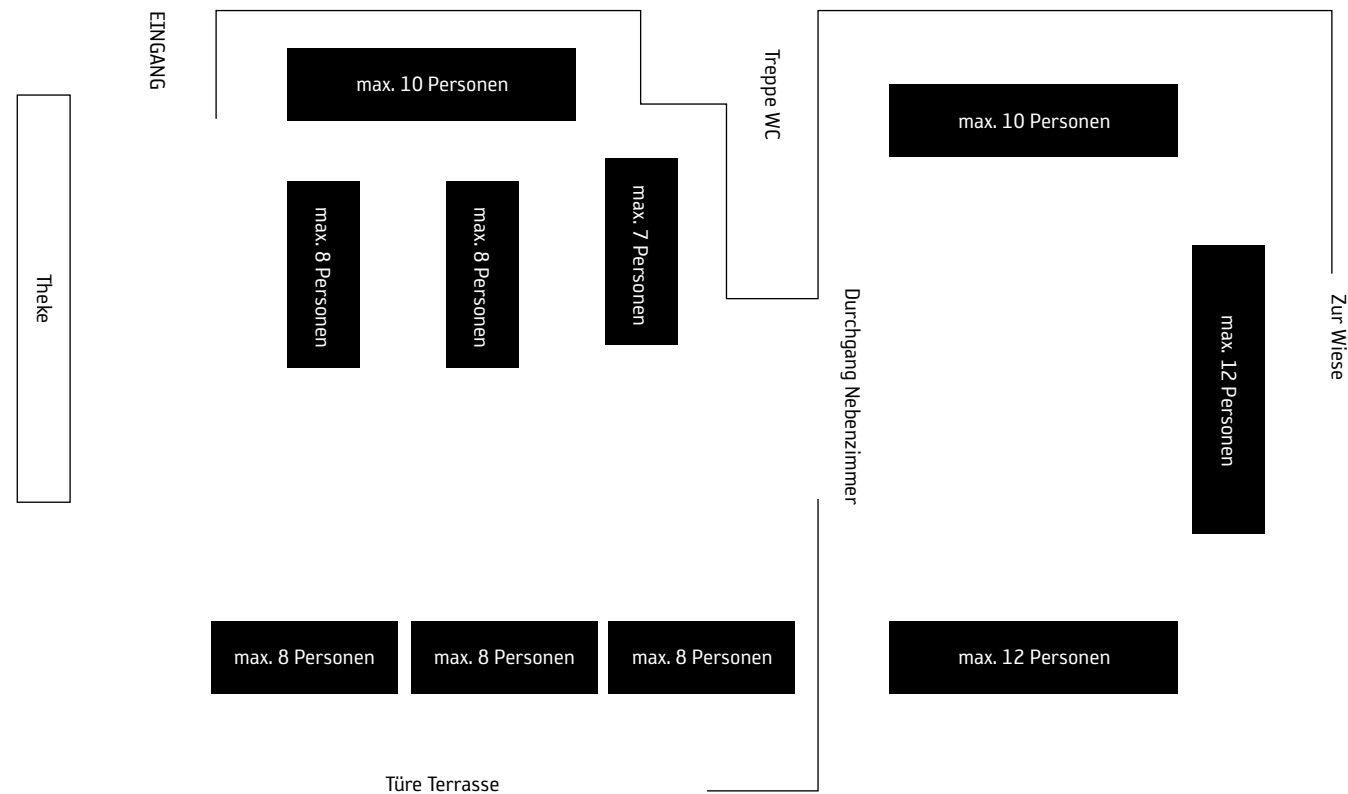 EINGANG
Treppe WC
max. 10 Personen
max. 10 Personen
max. 8 Personen
max. 8 Personen
max. 7 Personen
Theke
Durchgang Nebenzimmer
max. 12 Personen
Zur Wiese
max. 8 Personen
max. 8 Personen
max. 8 Personen
max. 12 Personen
Türe Terrasse